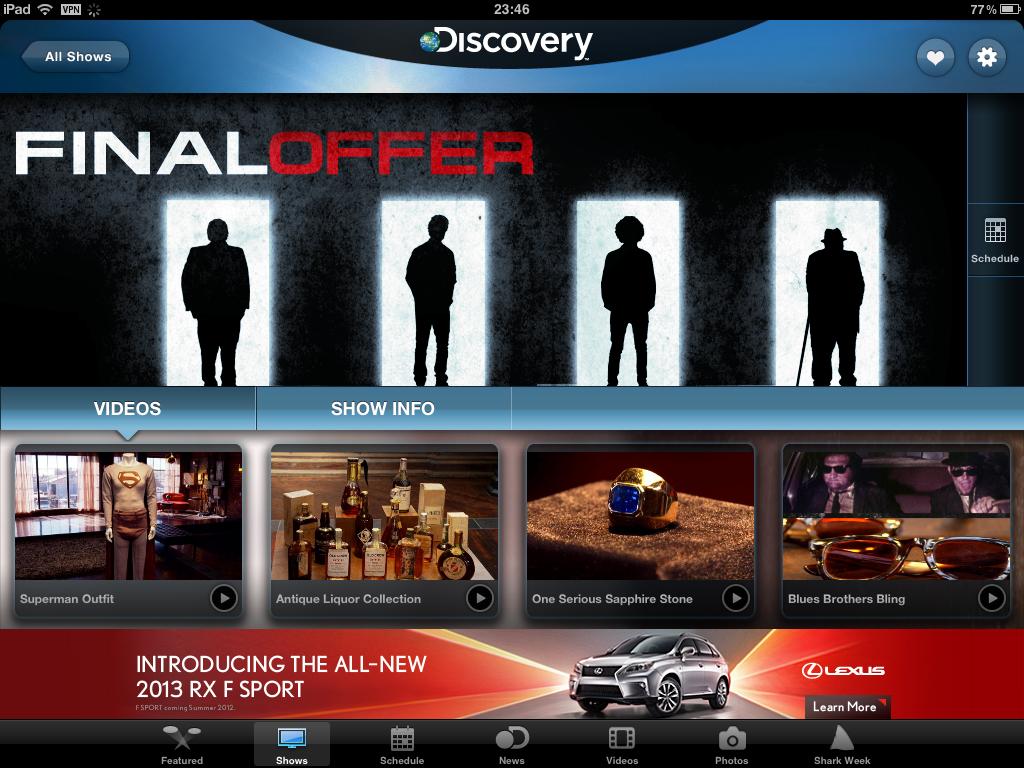 iPad VPN 23:46 77%
All Shows
Discovery
FINALOFFER
Schedule
VIDEOS SHOW INFO
Superman Outfit
Antique Liquor Collection
One Serious Sapphire Stone
Blues Brothers Bling
INTRODUCING THE ALL-NEW
2013 RX F SPORT
F SPORT coming Summer 2012.
LEXUS
Learn More
Featured Shows Schedule News Videos Photos Shark Week